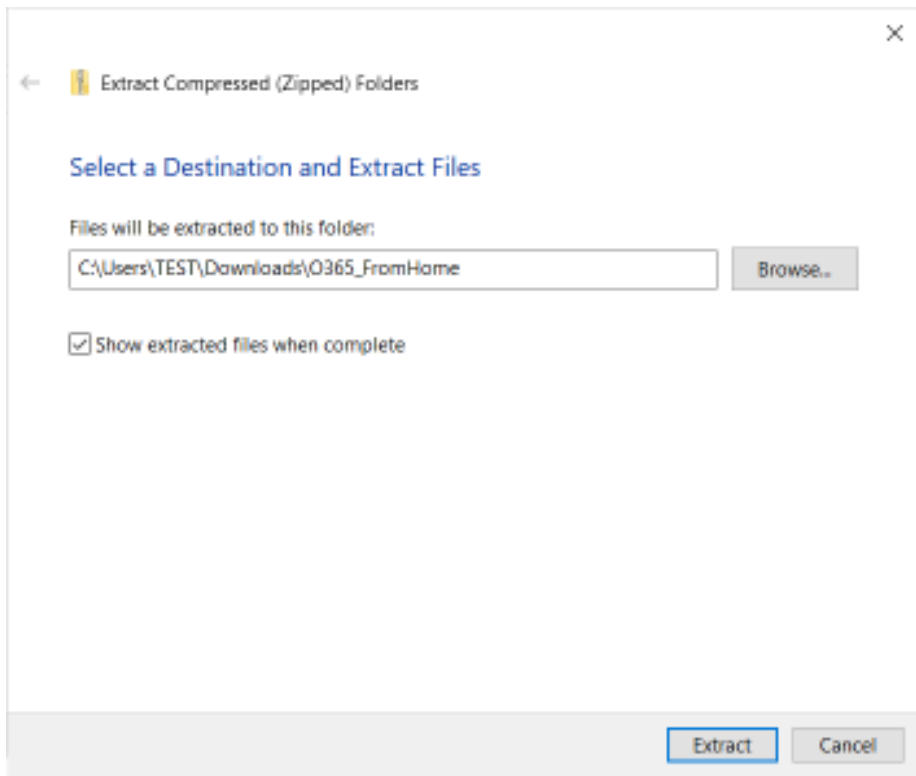 Extract Compressed (Zipped) Folders
Select a Destination and Extract Files
Files will be extracted to this folder:
C:\Users\TEST\Downloads\O365_FromHome
Browse...
Show extracted files when complete
Extract
Cancel